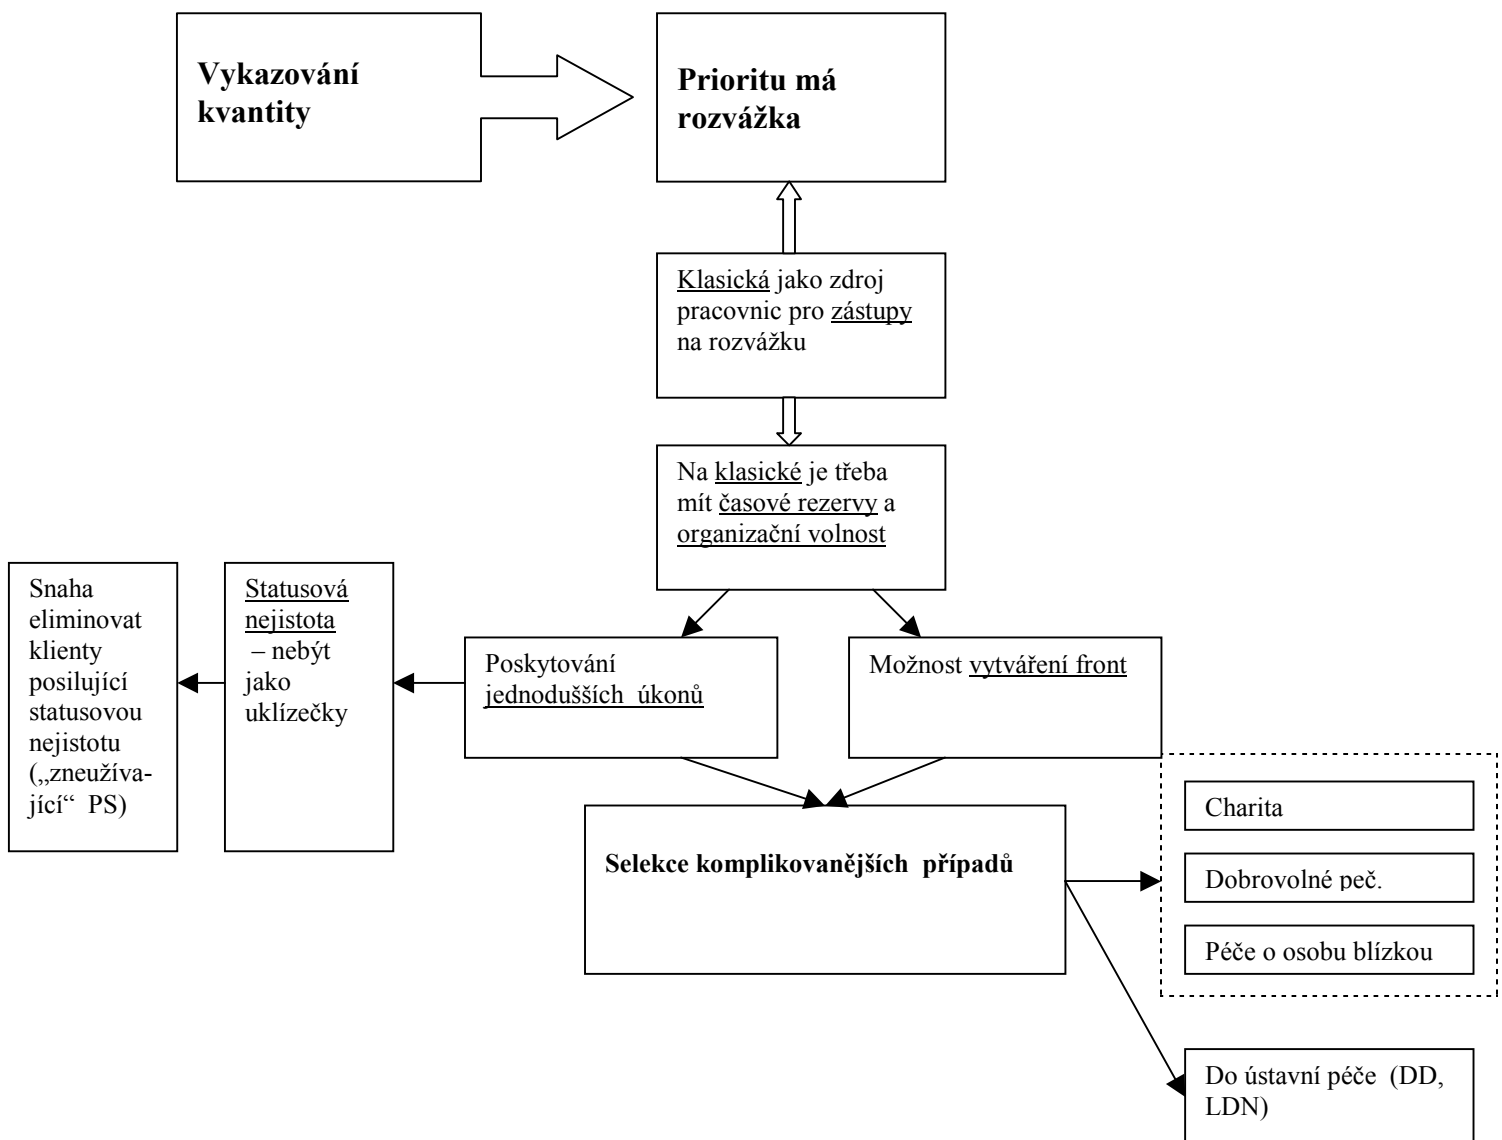 Vykazování
kvantity
Prioritu má
rozvážka
Klasická jako zdroj
pracovnic pro zástupy
na rozvážku
Na klasické je třeba
mít časové rezervy a
organizační volnost
Snaha
eliminovat
klienty
posilující
statusovou
nejistotu
(„zneužíva-
jící“ PS)
Statusová
nejistota
– nebýt
jako
uklízečky
Poskytování
jednodušších úkonů
Možnost vytváření front
Selekce komplikovanějších případů
Charita
Dobrovolné peč.
Péče o osobu blízkou
Do ústavní péče (DD,
LDN)